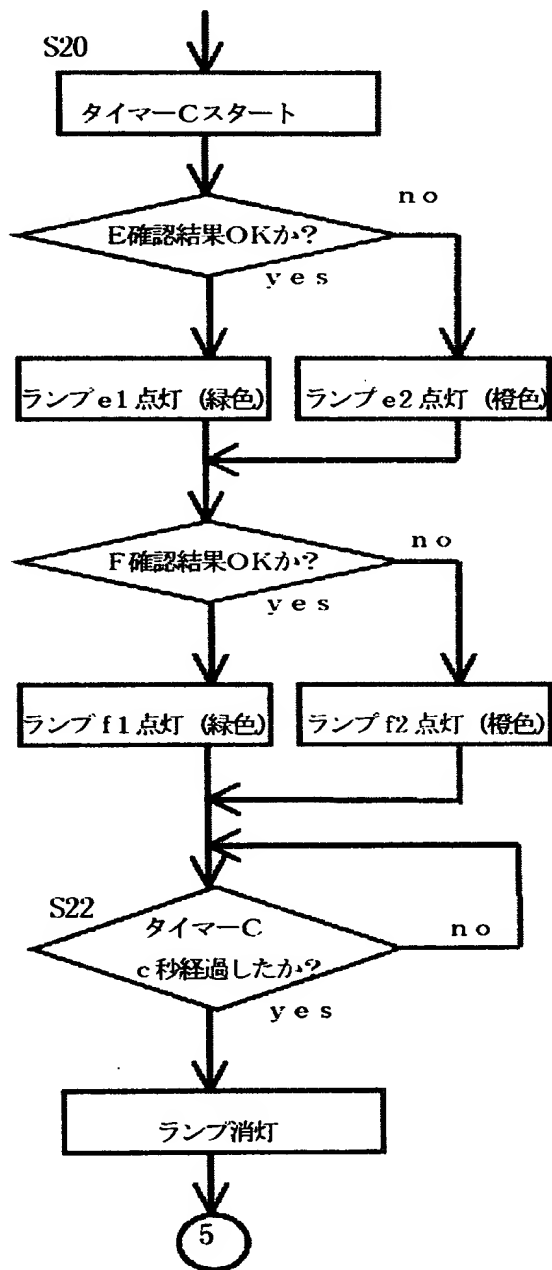 S20
タイマーCスタート
no
E確認結果OKか?
yes
ランプe1点灯(緑色)
ランプe2点灯(橙色)
no
F確認結果OKか?
yes
ランプf1点灯(緑色)
ランプf2点灯(橙色)
S22
タイマーC
c秒経過したか?
no
yes
ランプ消灯
5